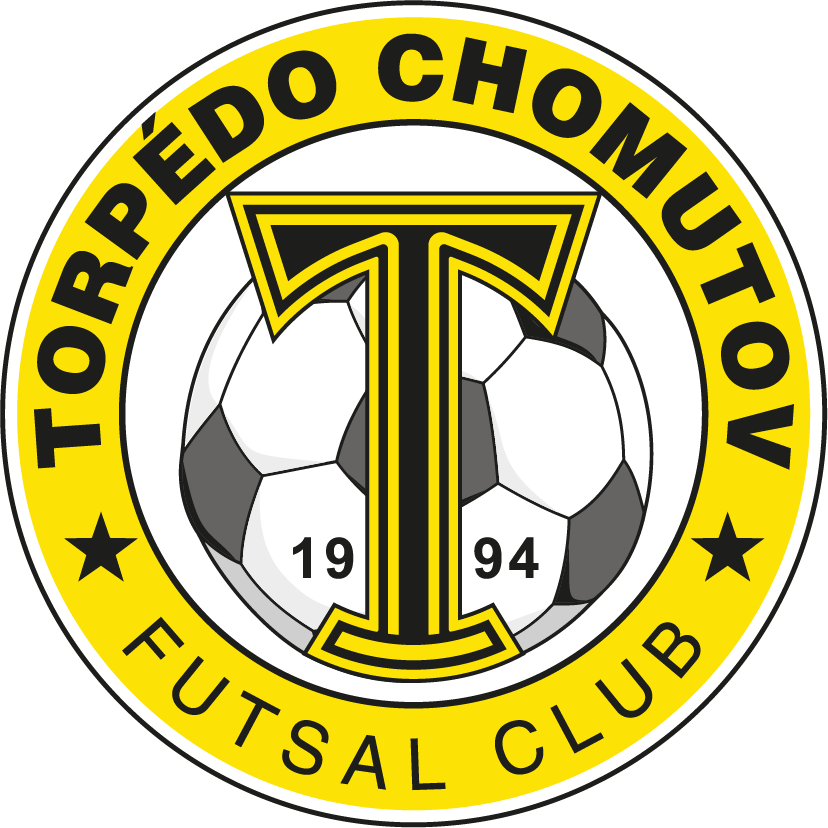 TORPÉDO CHOMUTOV
T
19 94
FUTSAL CLUB